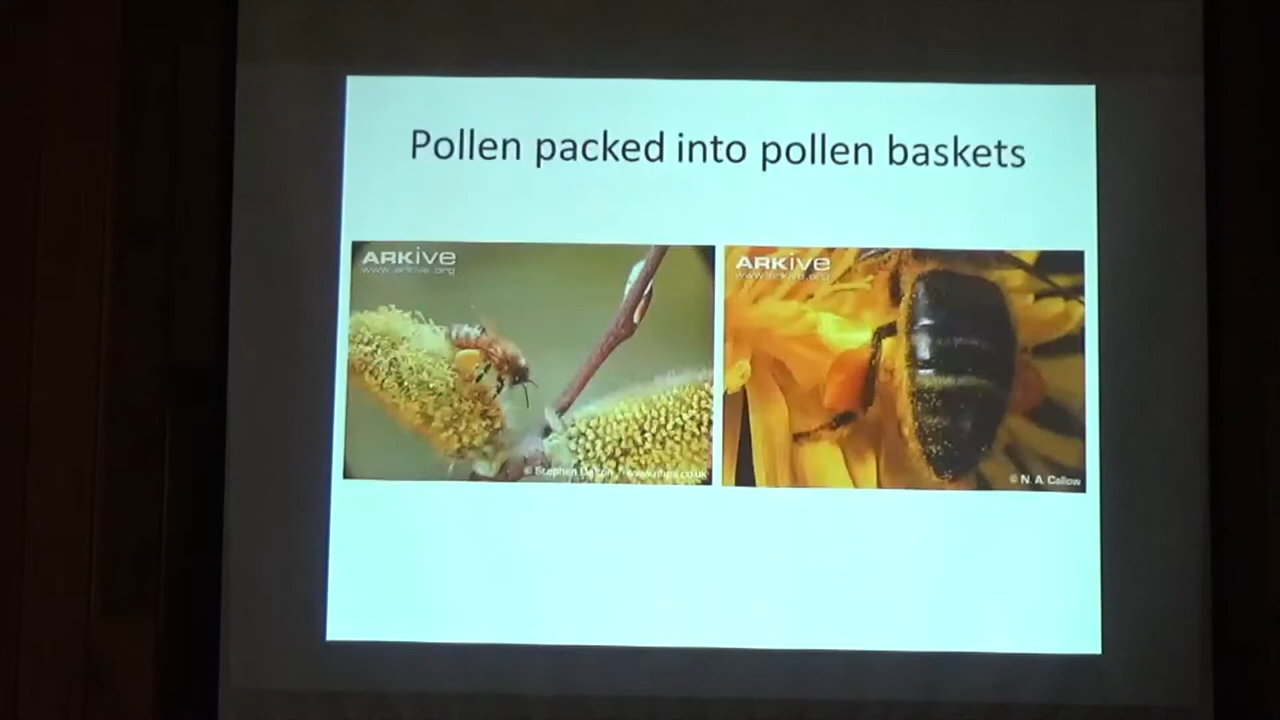 Pollen packed into pollen baskets
ARKive
www.arkive.org
ARKive
www.arkive.org
© Stephen Dalton / www.nhpa.co.uk
© N. A. Callow